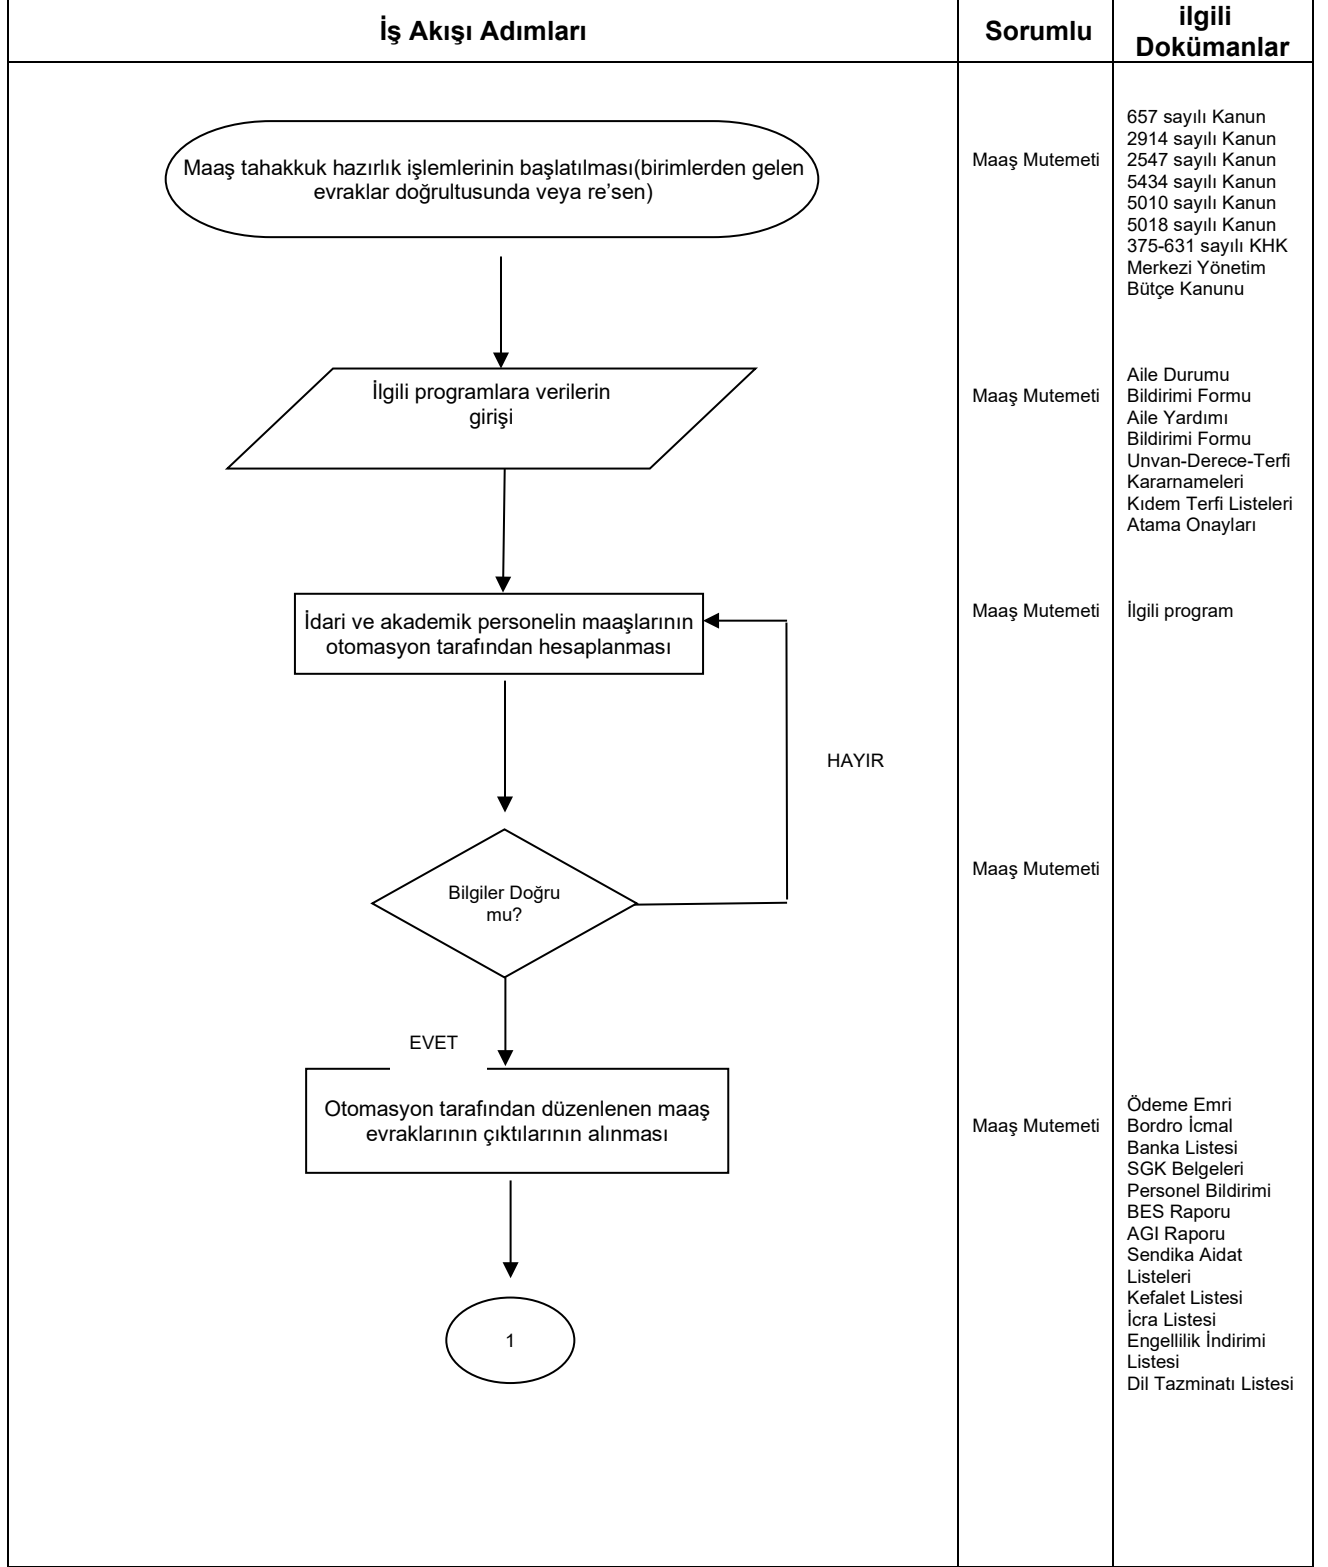 İş Akışı Adımları
Sorumlu
ilgili
Dokümanlar
Maaş tahakkuk hazırlık işlemlerinin başlatılması(birimlerden gelen
evraklar doğrultusunda veya re’sen)
Maaş Mutemeti
657 sayılı Kanun
2914 sayılı Kanun
2547 sayılı Kanun
5434 sayılı Kanun
5010 sayılı Kanun
5018 sayılı Kanun
375-631 sayılı KHK
Merkezi Yönetim
Bütçe Kanunu
İlgili programlara verilerin
girişi
Maaş Mutemeti
Aile Durumu
Bildirimi Formu
Aile Yardımı
Bildirimi Formu
Unvan-Derece-Terfi
Kararnameleri
Kıdem Terfi Listeleri
Atama Onayları
İdari ve akademik personelin maaşlarının
otomasyon tarafından hesaplanması
Maaş Mutemeti
İlgili program
HAYIR
Bilgiler Doğru
mu?
Maaş Mutemeti
EVET
Otomasyon tarafından düzenlenen maaş
evraklarının çıktılarının alınması
Maaş Mutemeti
Ödeme Emri
Bordro İcmal
Banka Listesi
SGK Belgeleri
Personel Bildirimi
BES Raporu
AGI Raporu
Sendika Aidat
Listeleri
Kefalet Listesi
İcra Listesi
Engellilik İndirimi
Listesi
Dil Tazminatı Listesi
1